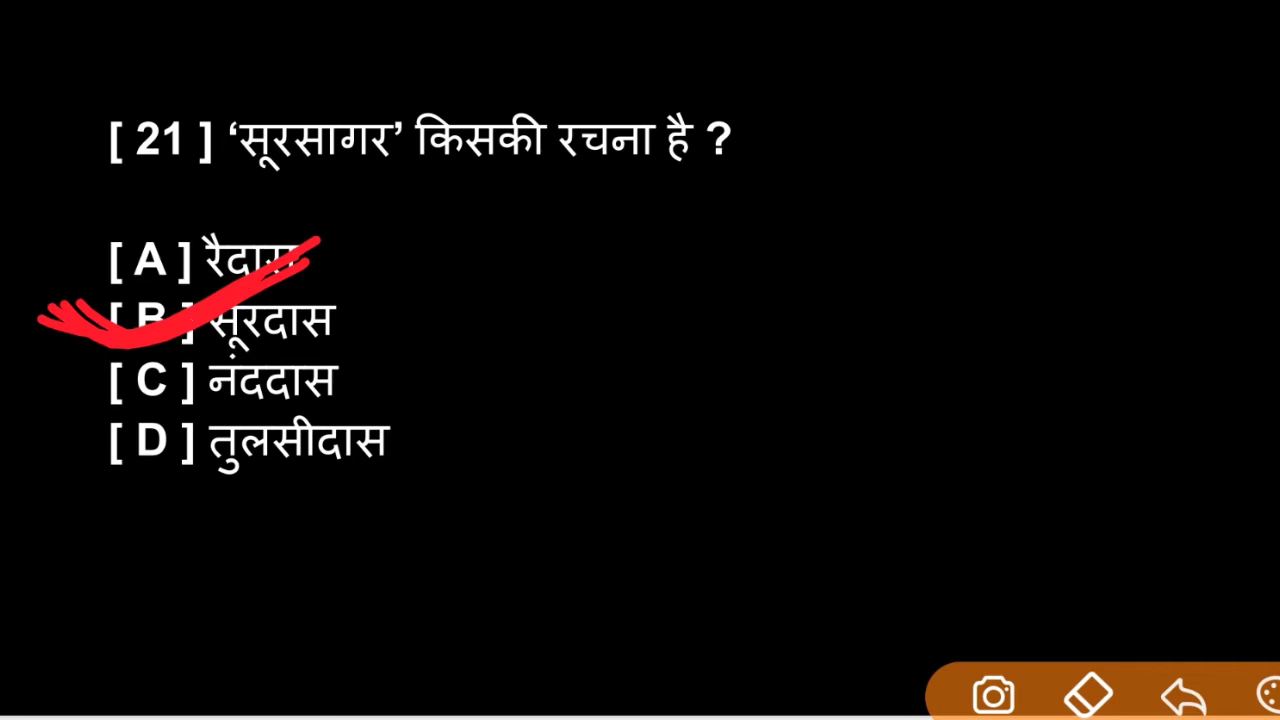 [ 21 ] ‘सूरसागर’ किसकी रचना है ?
[ A ] रैदास
[ B ] सूरदास
[ C ] नंददास
[ D ] तुलसीदास